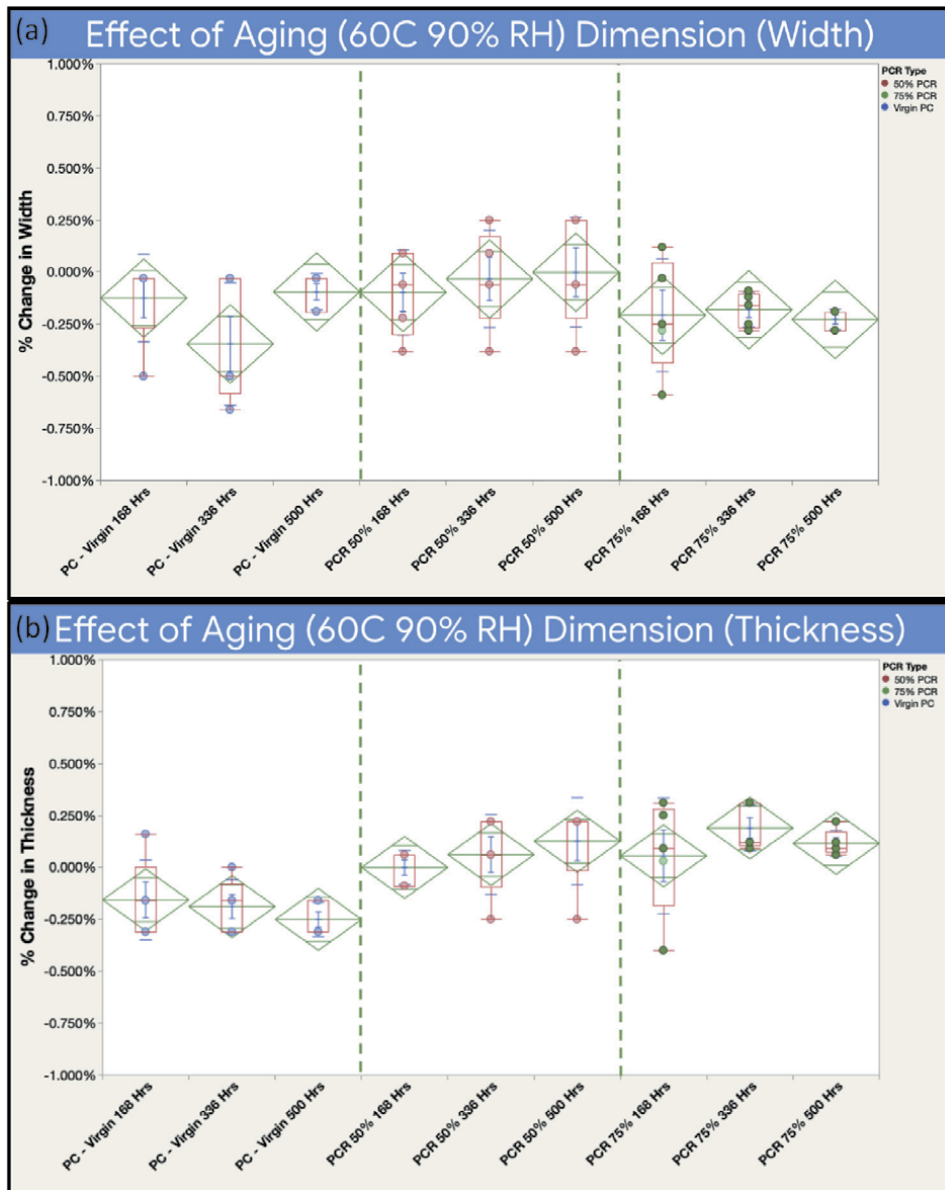 (a) Effect of Aging (60C 90% RH) Dimension (Width)
1.000%
0.750%
0.500%
0.250%
0.000%
-0.250%
-0.500%
-0.750%
-1.000%
% Change in Width
PCR Type
50% PCR
75% PCR
Virgin PC
PC - Virgin 168 Hrs
PC - Virgin 336 Hrs
PC - Virgin 500 Hrs
PCR 50% 168 Hrs
PCR 50% 336 Hrs
PCR 50% 500 Hrs
PCR 75% 168 Hrs
PCR 75% 336 Hrs
PCR 75% 500 Hrs
(b) Effect of Aging (60C 90% RH) Dimension (Thickness)
1.000%
0.750%
0.500%
0.250%
0.000%
-0.250%
-0.500%
-0.750%
-1.000%
% Change in Thickness
PCR Type
50% PCR
75% PCR
Virgin PC
PC - Virgin 168 Hrs
PC - Virgin 336 Hrs
PC - Virgin 500 Hrs
PCR 50% 168 Hrs
PCR 50% 336 Hrs
PCR 50% 500 Hrs
PCR 75% 168 Hrs
PCR 75% 336 Hrs
PCR 75% 500 Hrs